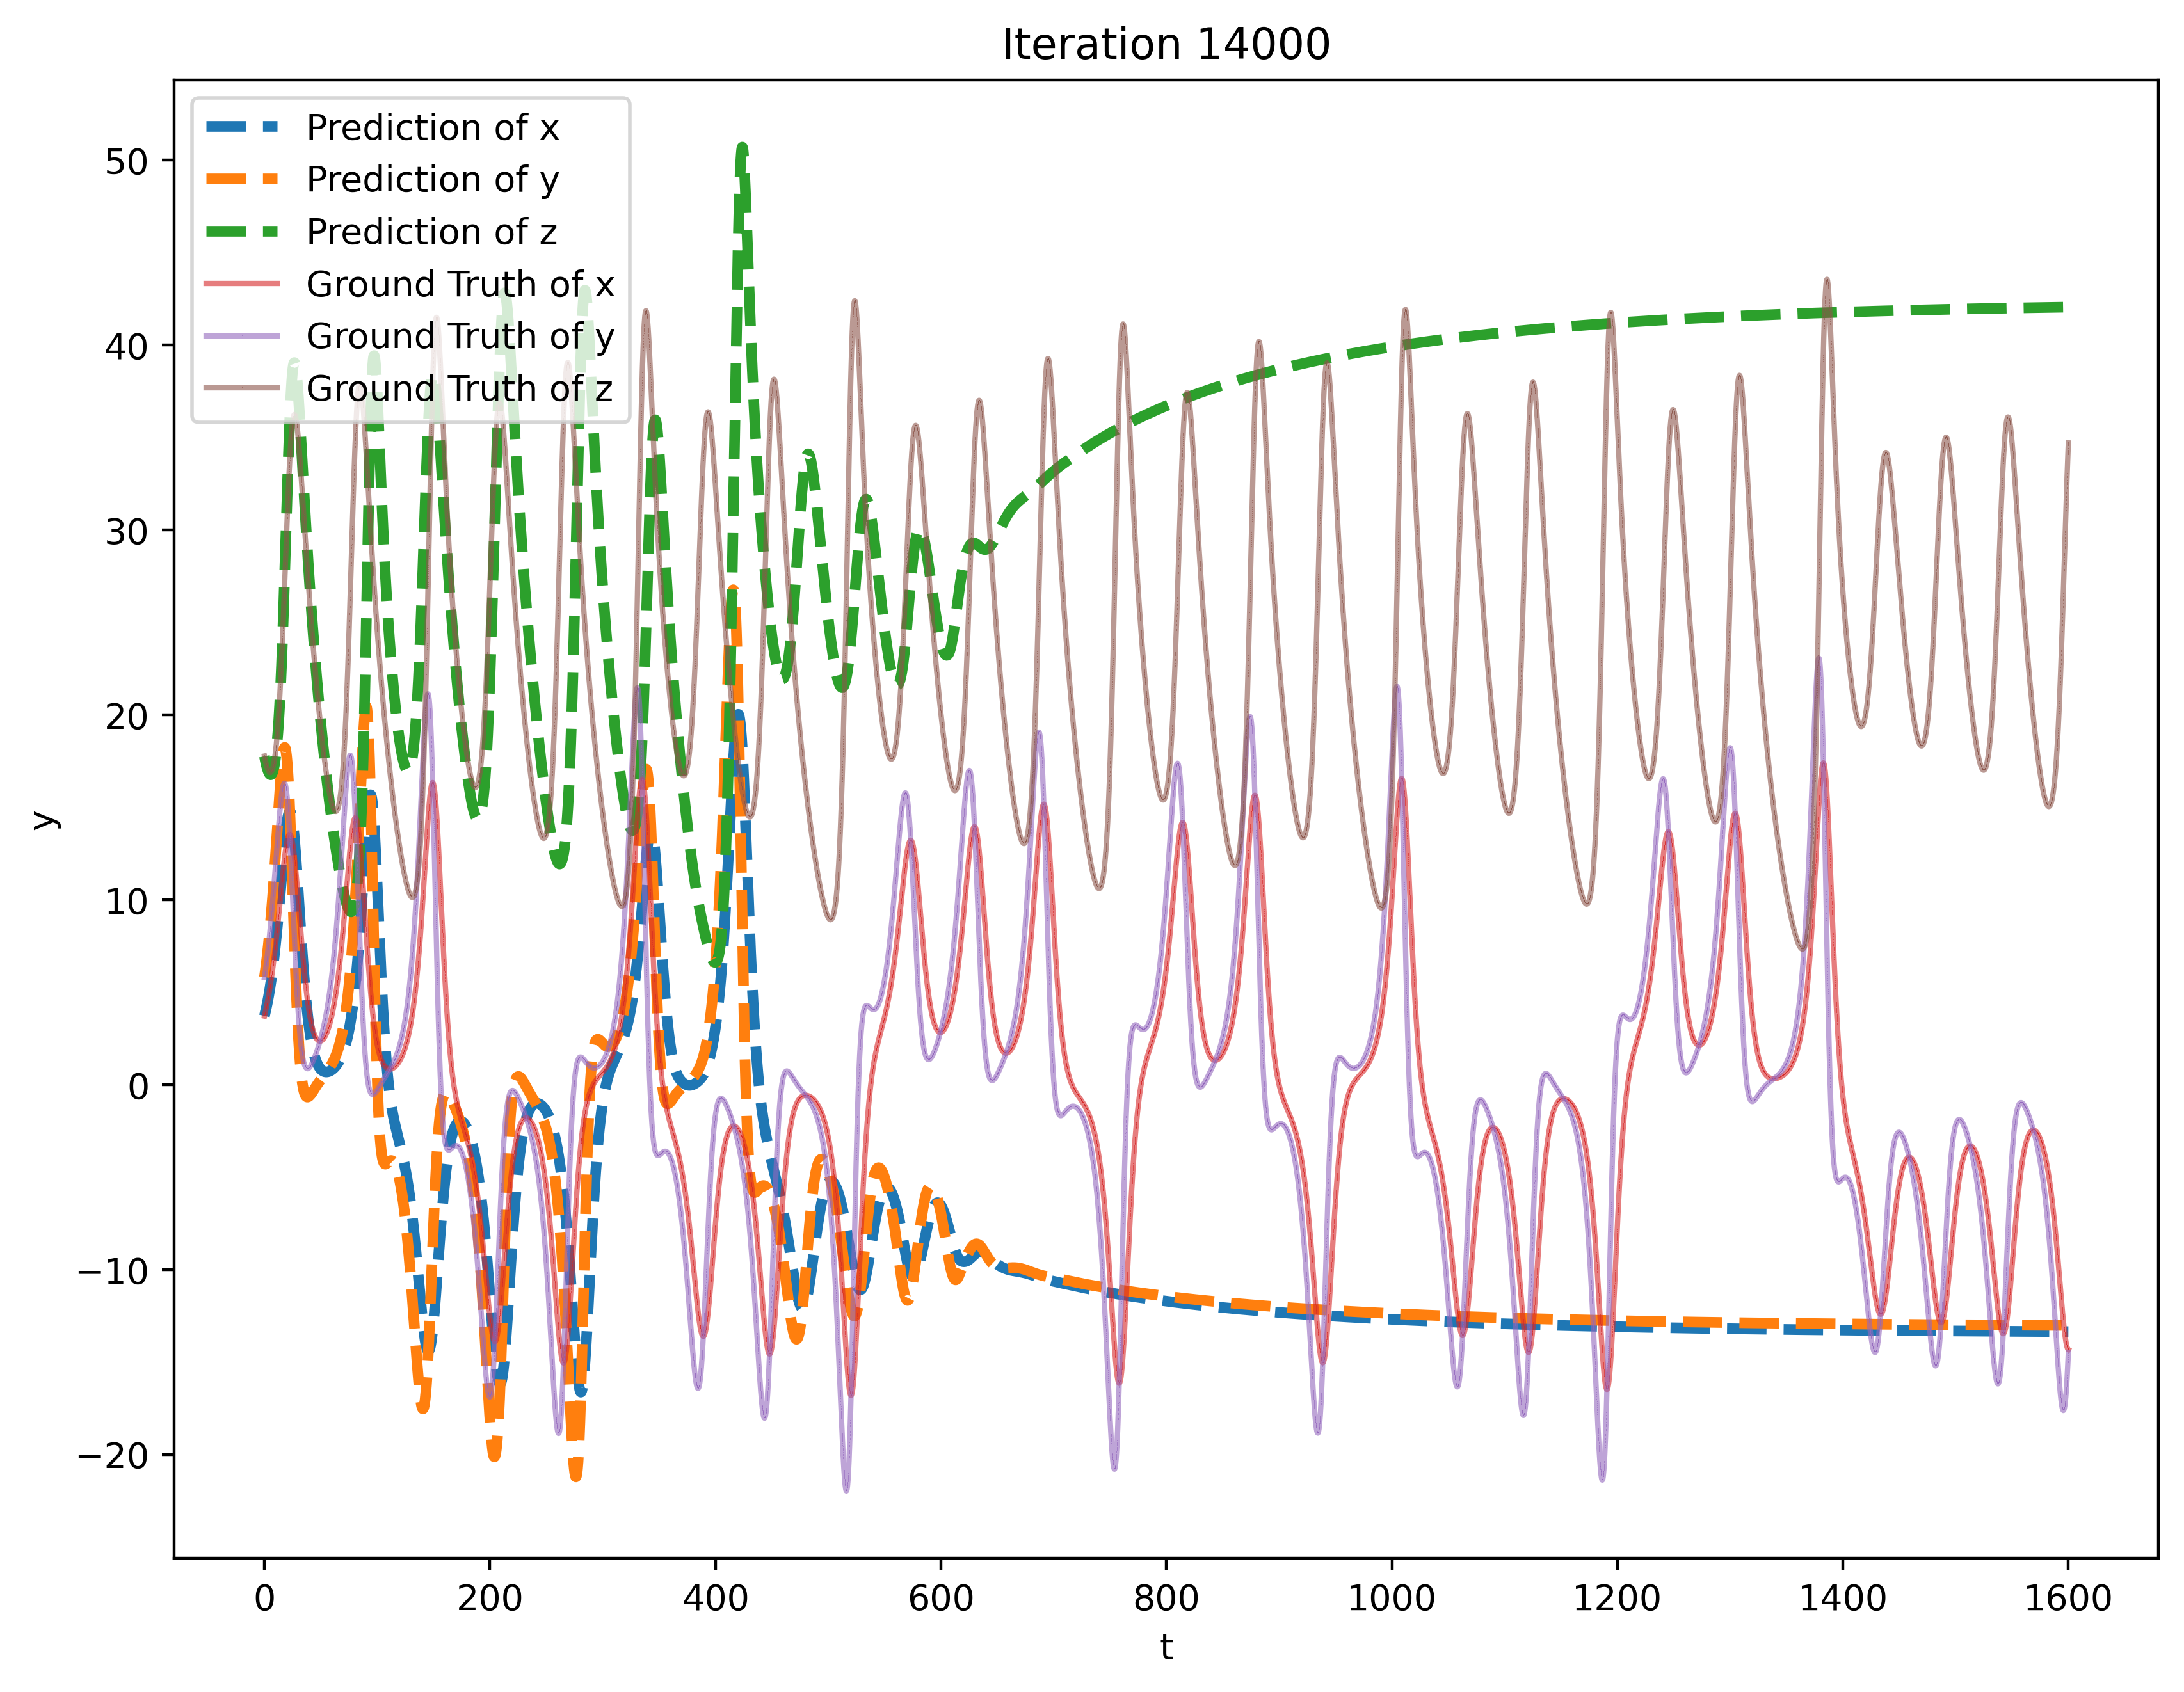 Iteration 14000
Prediction of x
Prediction of y
Prediction of z
Ground Truth of x
Ground Truth of y
Ground Truth of z
50
40
30
20
10
0
−10
−20
y
0 200 400 600 800 1000 1200 1400 1600
t